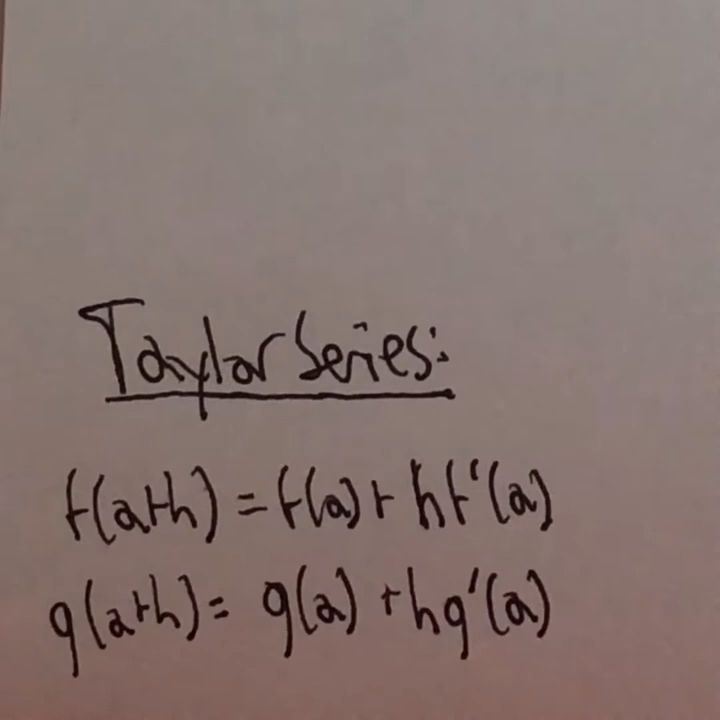 Taylor Series:
f(a+h) = f(a) + hf'(a)
g(a+h) = g(a) + hg'(a)